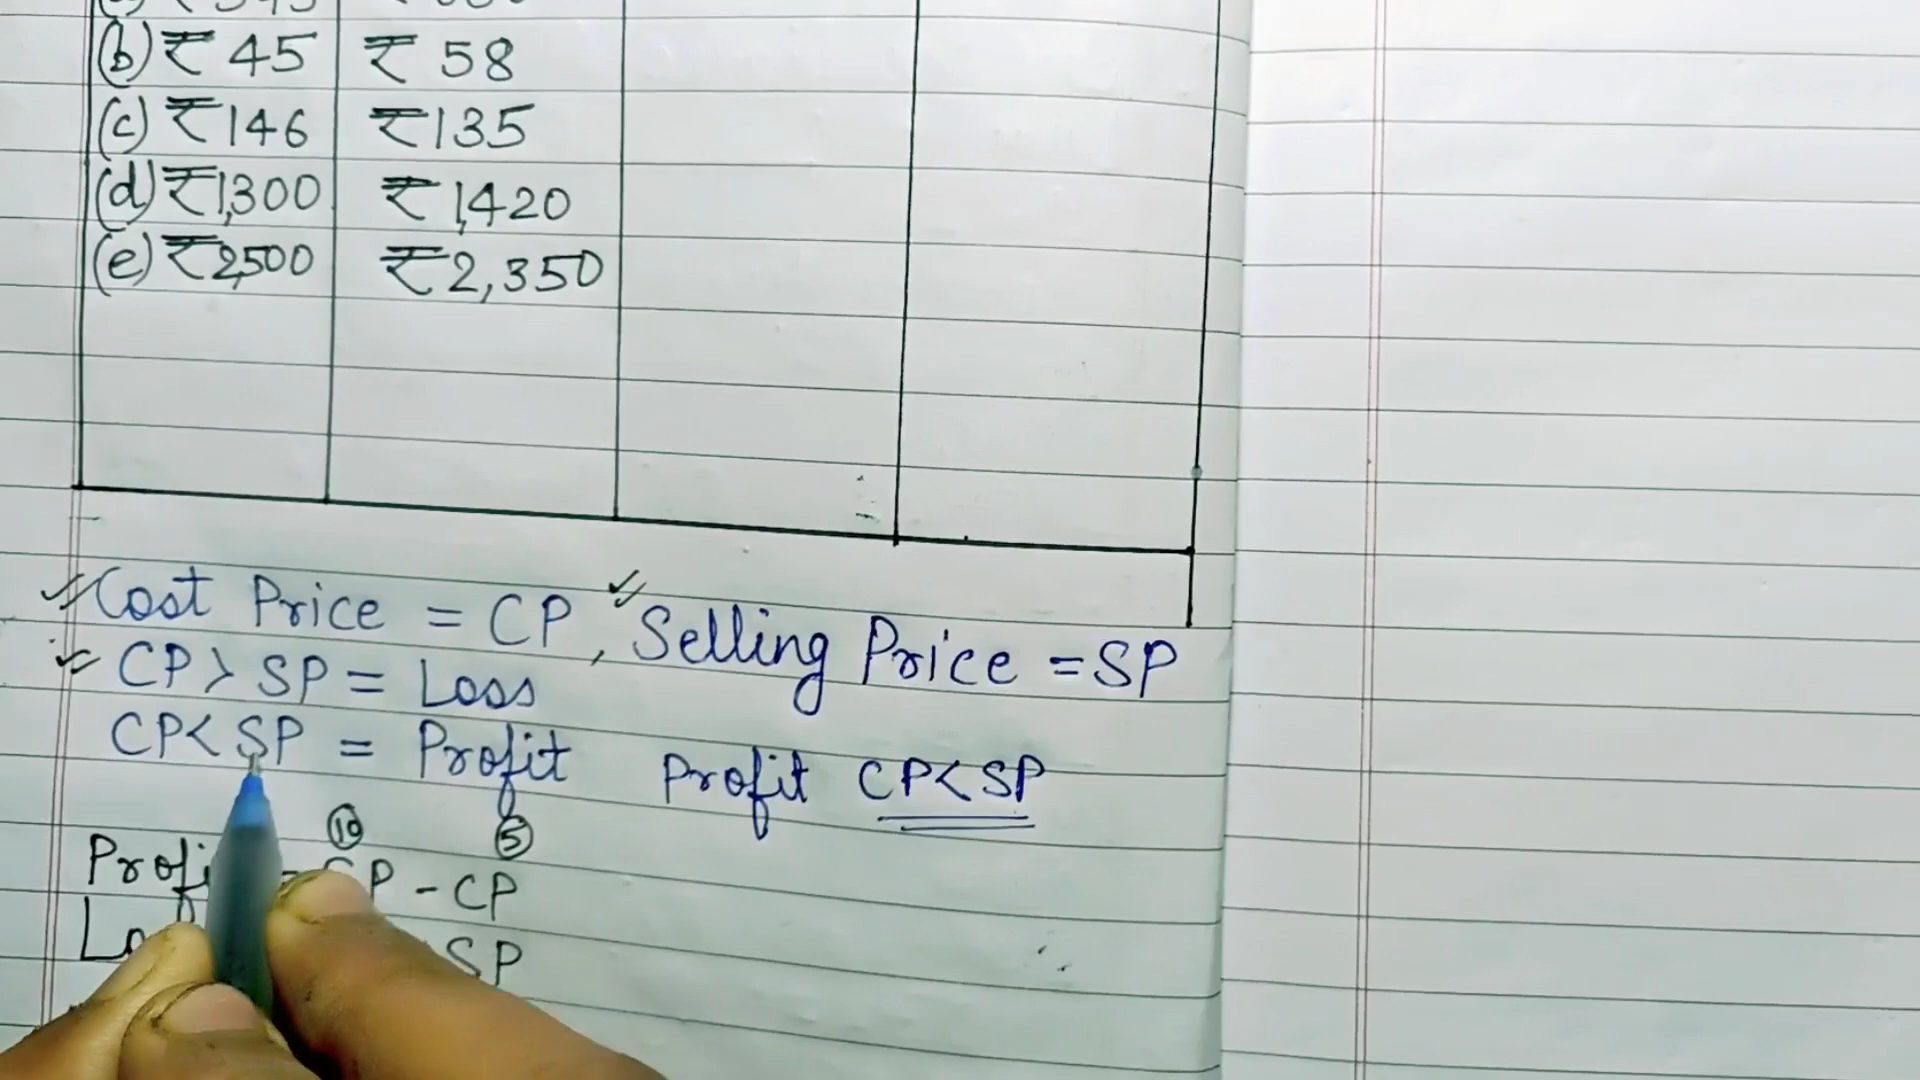 (b) ₹ 45 ₹ 58
(c) ₹146 ₹135
(d) ₹1,300 ₹1,420
(e) ₹2,500 ₹2,350
Cost Price = CP, Selling Price = SP
CP > SP = Loss
CP < SP = Profit Profit CP<SP
10 5
- CP
SP